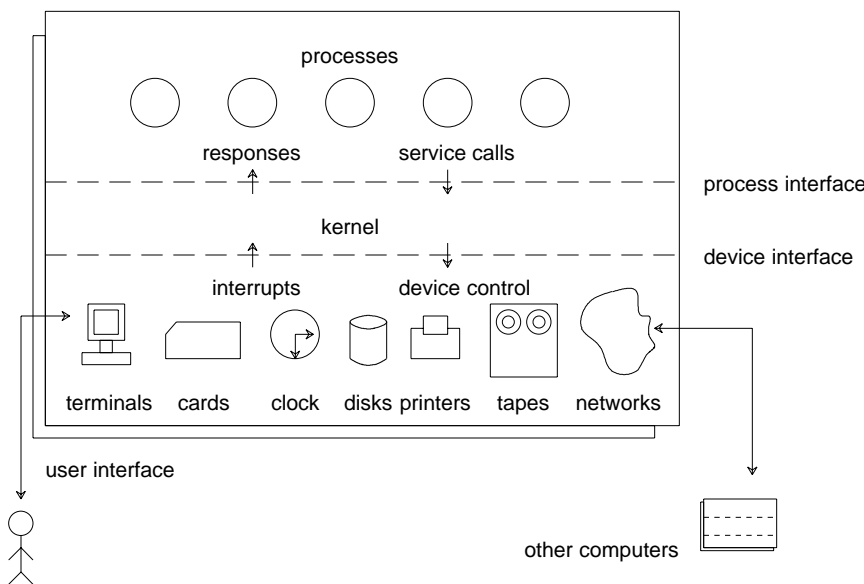 processes
responses
service calls
process interface
kernel
device interface
interrupts
device control
terminals
cards
clock
disks
printers
tapes
networks
user interface
other computers